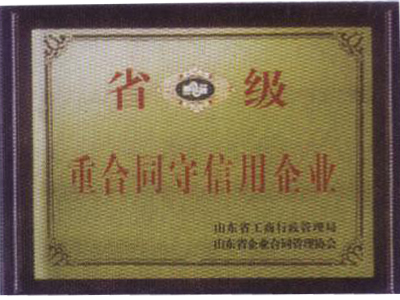 省级
重合同守信用企业
山东省工商行政管理局
山东省企业合同管理协会